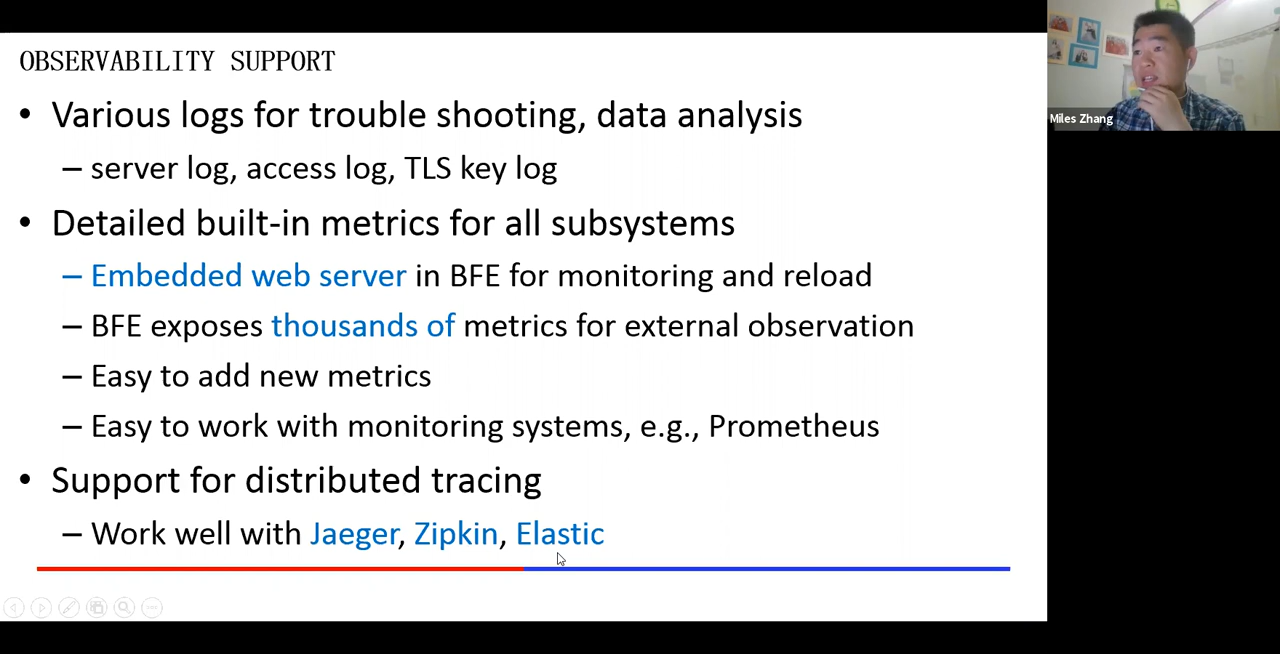 OBSERVABILITY SUPPORT
• Various logs for trouble shooting, data analysis
– server log, access log, TLS key log
• Detailed built-in metrics for all subsystems
– Embedded web server in BFE for monitoring and reload
– BFE exposes thousands of metrics for external observation
– Easy to add new metrics
– Easy to work with monitoring systems, e.g., Prometheus
• Support for distributed tracing
– Work well with Jaeger, Zipkin, Elastic
Miles Zhang